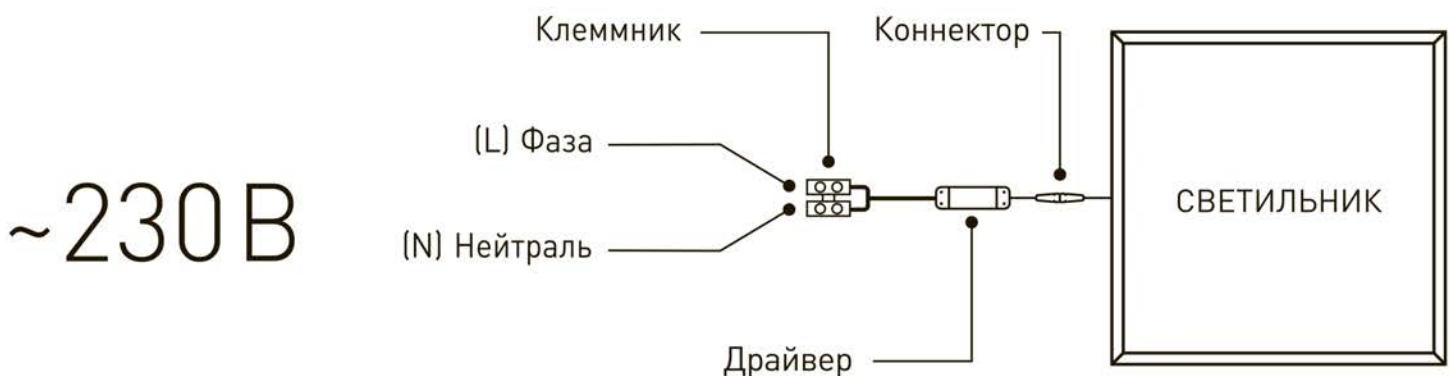 Клеммник
Коннектор
(L) Фаза
~230 В
(N) Нейтраль
СВЕТИЛЬНИК
Драйвер